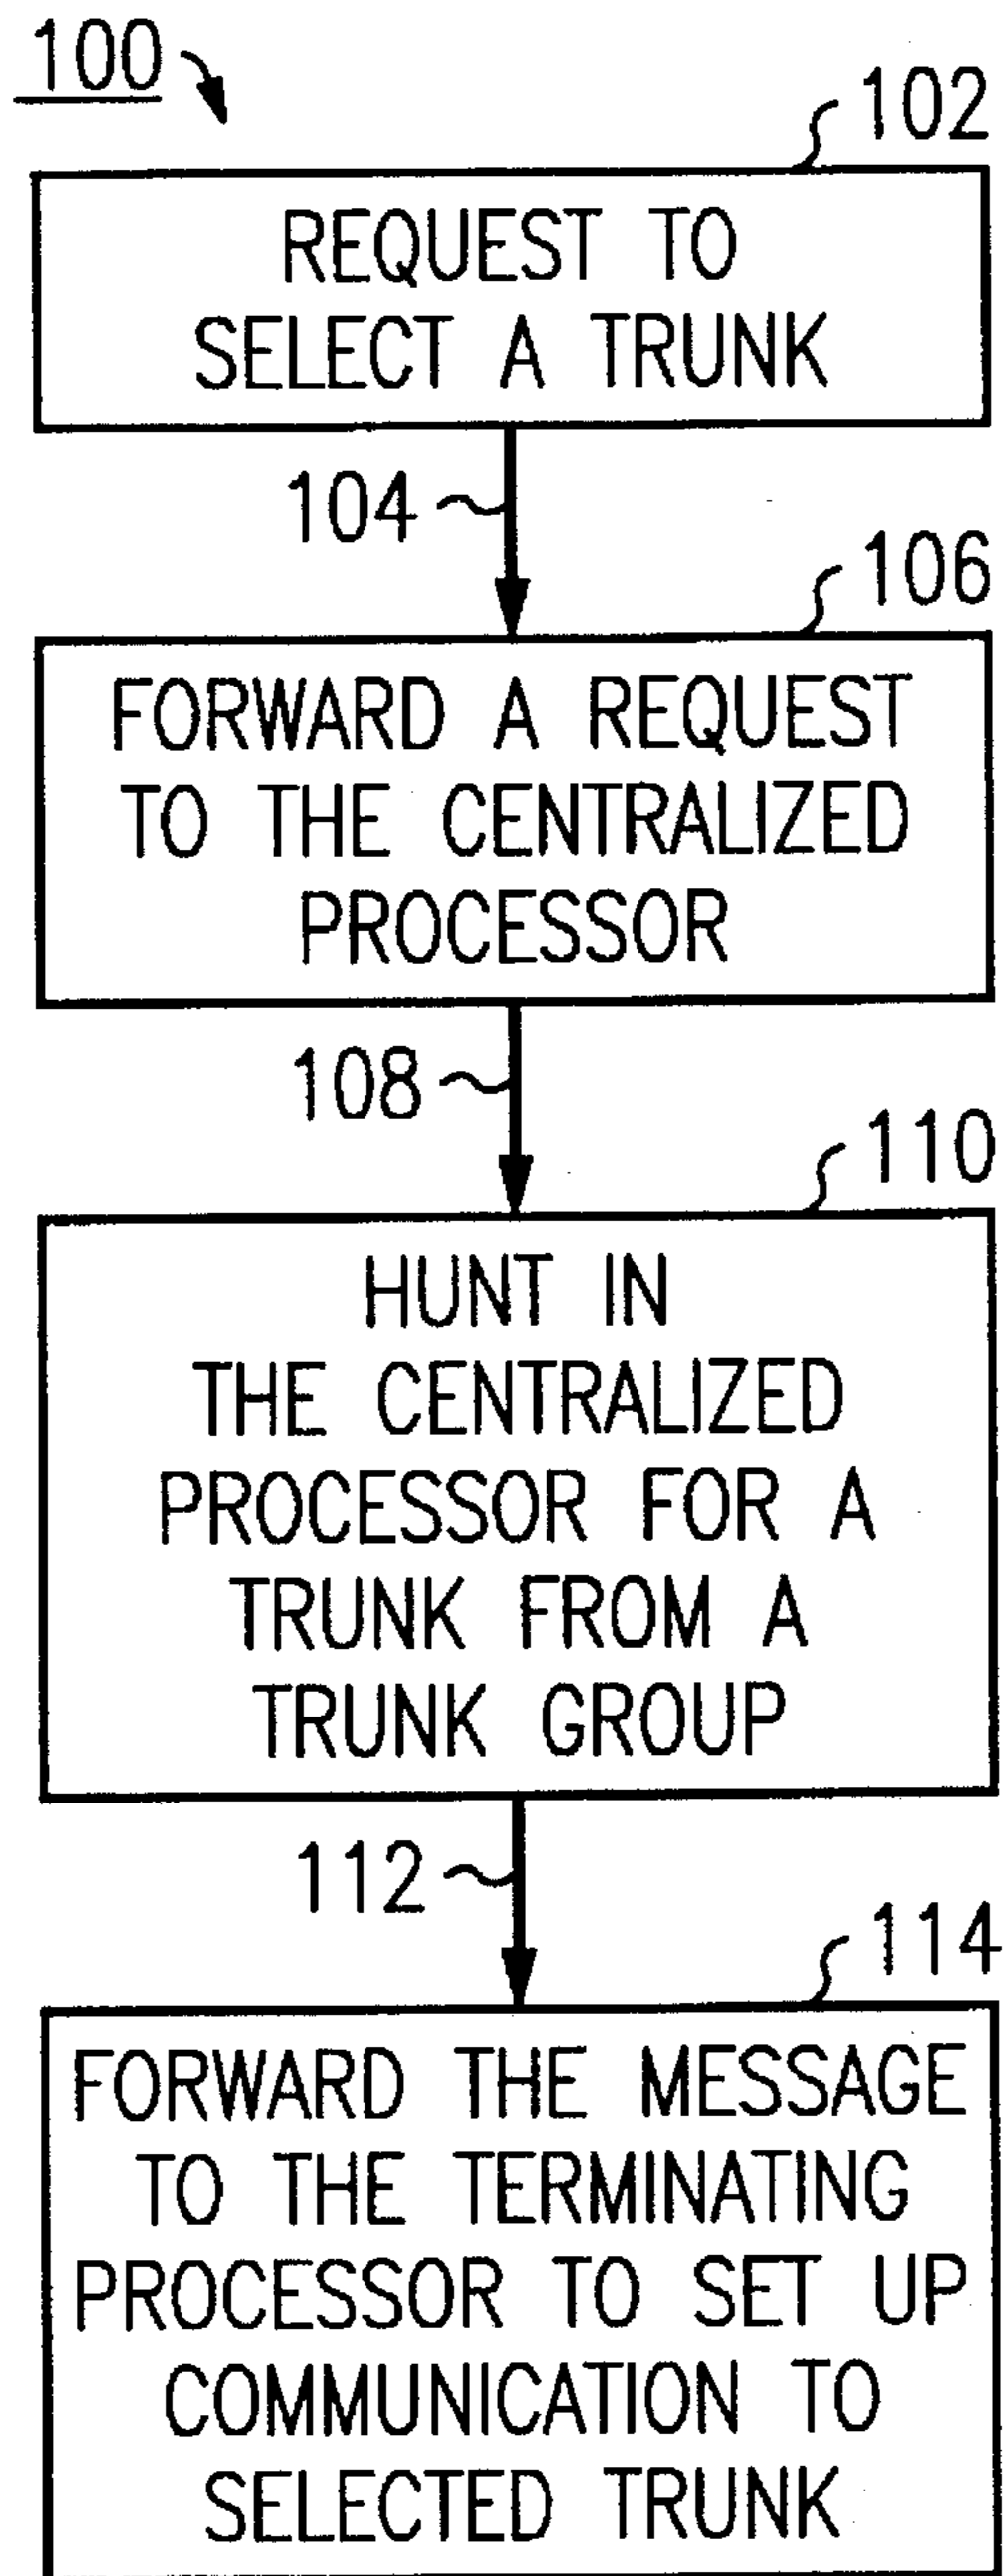 100
102
REQUEST TO
SELECT A TRUNK
104
106
FORWARD A REQUEST
TO THE CENTRALIZED
PROCESSOR
108
110
HUNT IN
THE CENTRALIZED
PROCESSOR FOR A
TRUNK FROM A
TRUNK GROUP
112
114
FORWARD THE MESSAGE
TO THE TERMINATING
PROCESSOR TO SET UP
COMMUNICATION TO
SELECTED TRUNK